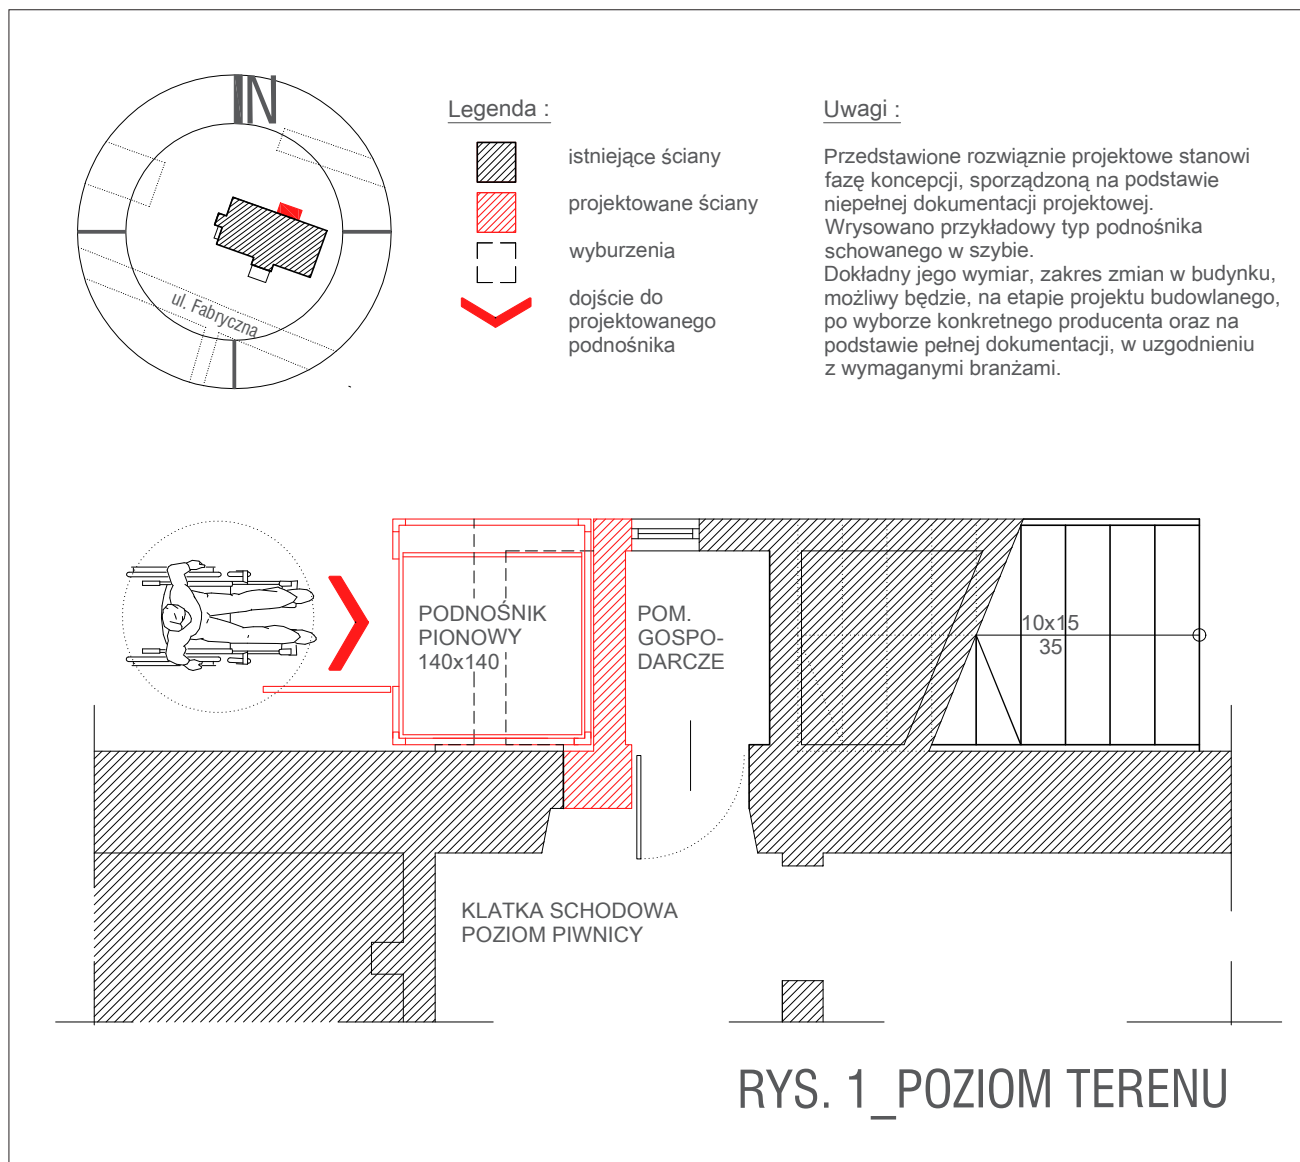 N
ul. Fabryczna
Legenda :
istniejące ściany
projektowane ściany
wyburzenia
dojście do
projektowanego
podnośnika
Uwagi :
Przedstawione rozwiąznie projektowe stanowi
fazę koncepcji, sporządzoną na podstawie
niepełnej dokumentacji projektowej.
Wrysowano przykładowy typ podnośnika
schowanego w szybie.
Dokładny jego wymiar, zakres zmian w budynku,
możliwy będzie, na etapie projektu budowlanego,
po wyborze konkretnego producenta oraz na
podstawie pełnej dokumentacji, w uzgodnieniu
z wymaganymi branżami.
PODNOŚNIK
PIONOWY
140x140
POM.
GOSPO-
DARCZE
10x15
35
KLATKA SCHODOWA
POZIOM PIWNICY
RYS. 1_POZIOM TERENU